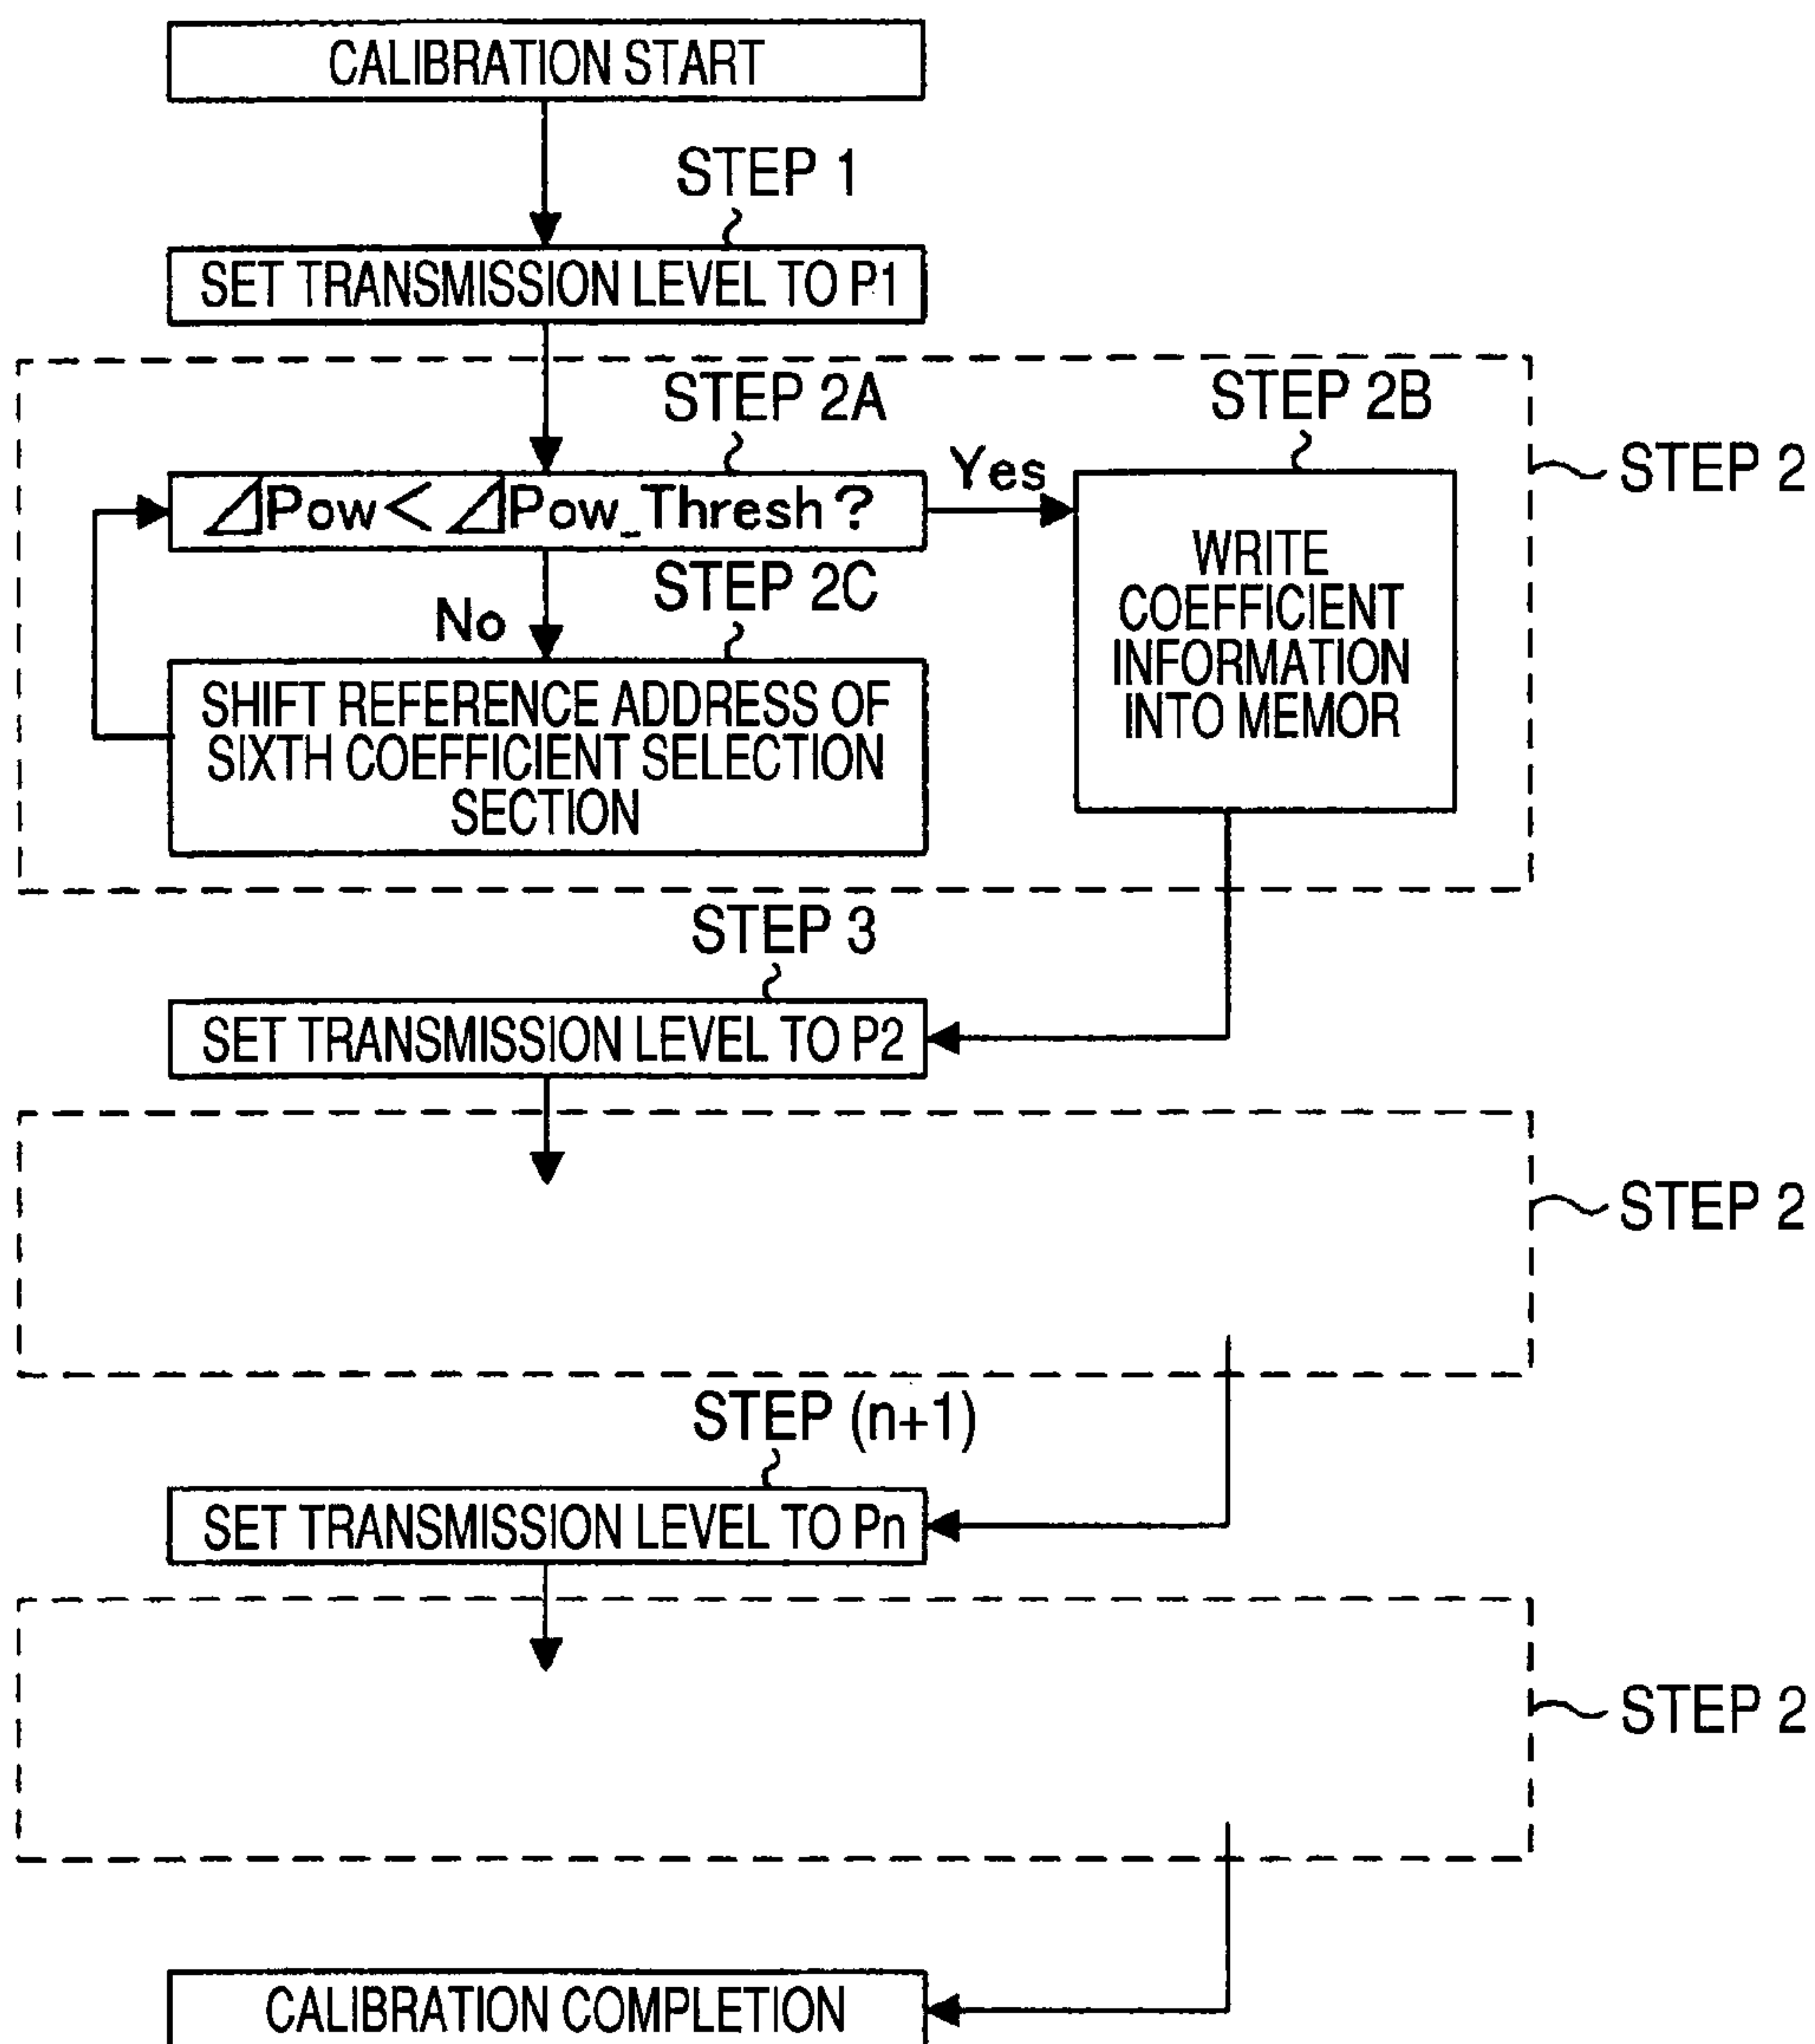 CALIBRATION START
STEP 1
SET TRANSMISSION LEVEL TO P1
STEP 2A
STEP 2B
STEP 2
⊿Pow< ⊿Pow_Thresh?
Yes
WRITE
COEFFICIENT
INFORMATION
INTO MEMOR
No
STEP 2C
SHIFT REFERENCE ADDRESS OF
SIXTH COEFFICIENT SELECTION
SECTION
STEP 3
SET TRANSMISSION LEVEL TO P2
STEP 2
STEP (n+1)
SET TRANSMISSION LEVEL TO Pn
STEP 2
CALIBRATION COMPLETION